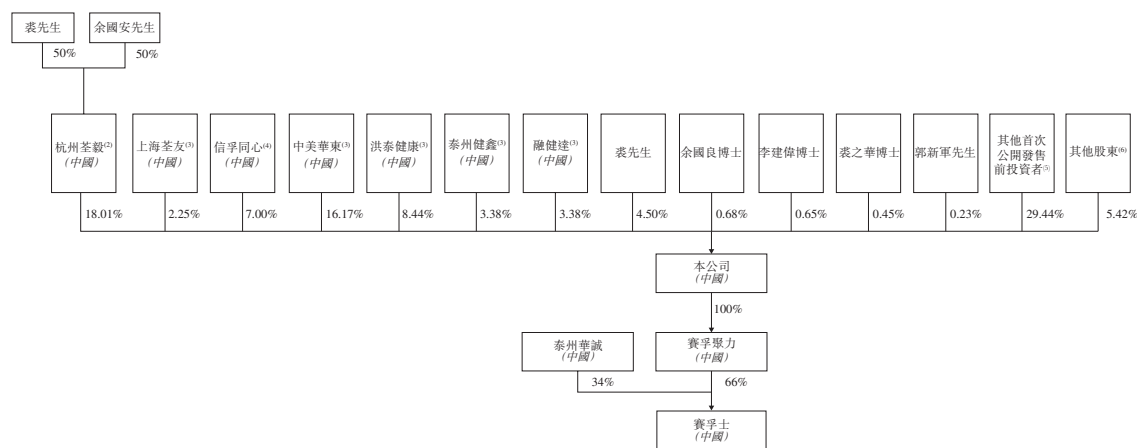 裘先生
余國安先生
50%
50%
杭州荃毅(2)
(中國)
上海荃友(3)
(中國)
信孚同心(4)
(中國)
中美華東(3)
(中國)
洪泰健康(3)
(中國)
泰州健鑫(3)
(中國)
融健達(3)
(中國)
裘先生
余國良博士
李建偉博士
裘之華博士
郭新軍先生
其他首次
公開發售
前投資者(5)
其他股東(6)
18.01%
2.25%
7.00%
16.17%
8.44%
3.38%
3.38%
4.50%
0.68%
0.65%
0.45%
0.23%
29.44%
5.42%
本公司
(中國)
100%
泰州華誠
(中國)
賽孚聚力
(中國)
34%
66%
賽孚士
(中國)